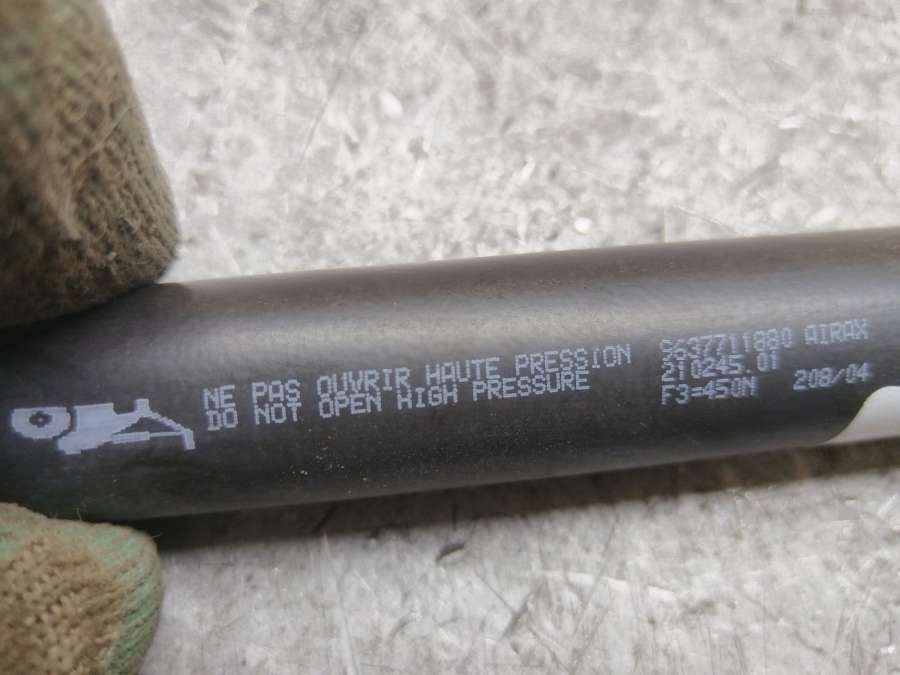 NE PAS OUVRIR HAUTE PRESSION
DO NOT OPEN HIGH PRESSURE
9637711880 AIRAX
210245.01
F3=450N 208/04